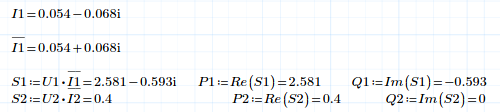 I1 = 0.054 − 0.068i
I1̅ = 0.054 + 0.068i
S1 := U1 • I1̅ = 2.581 − 0.593i P1 := Re(S1) = 2.581 Q1 := Im(S1) = −0.593
S2 := U2 • I2̅ = 0.4 P2 := Re(S2) = 0.4 Q2 := Im(S2) = 0